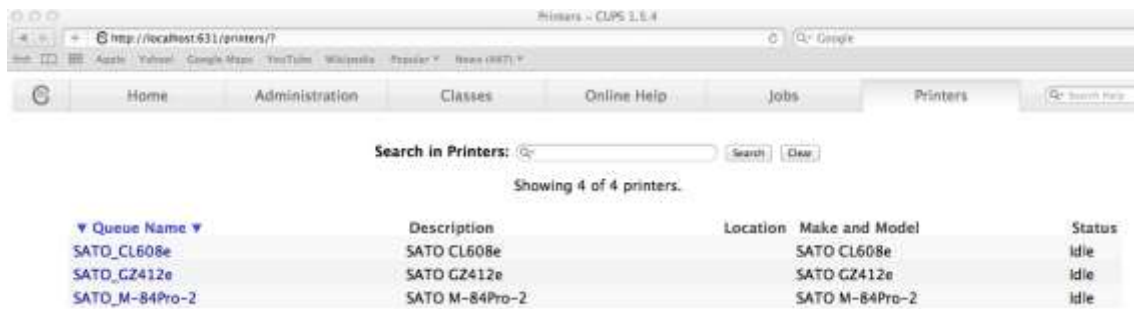 Printers – CUPS 1.5.4
http://localhost:631/printers/?
Google
Apple Yahoo! Google Maps YouTube Wikipedia Popular ▾
Home Administration Classes Online Help Jobs Printers Search Help
Search in Printers: Search Clear
Showing 4 of 4 printers.
▼ Queue Name ▼ Description Location Make and Model Status
SATO_CL608e SATO CL608e SATO CL608e Idle
SATO_GZ412e SATO GZ412e SATO GZ412e Idle
SATO_M-84Pro-2 SATO M-84Pro-2 SATO M-84Pro-2 Idle